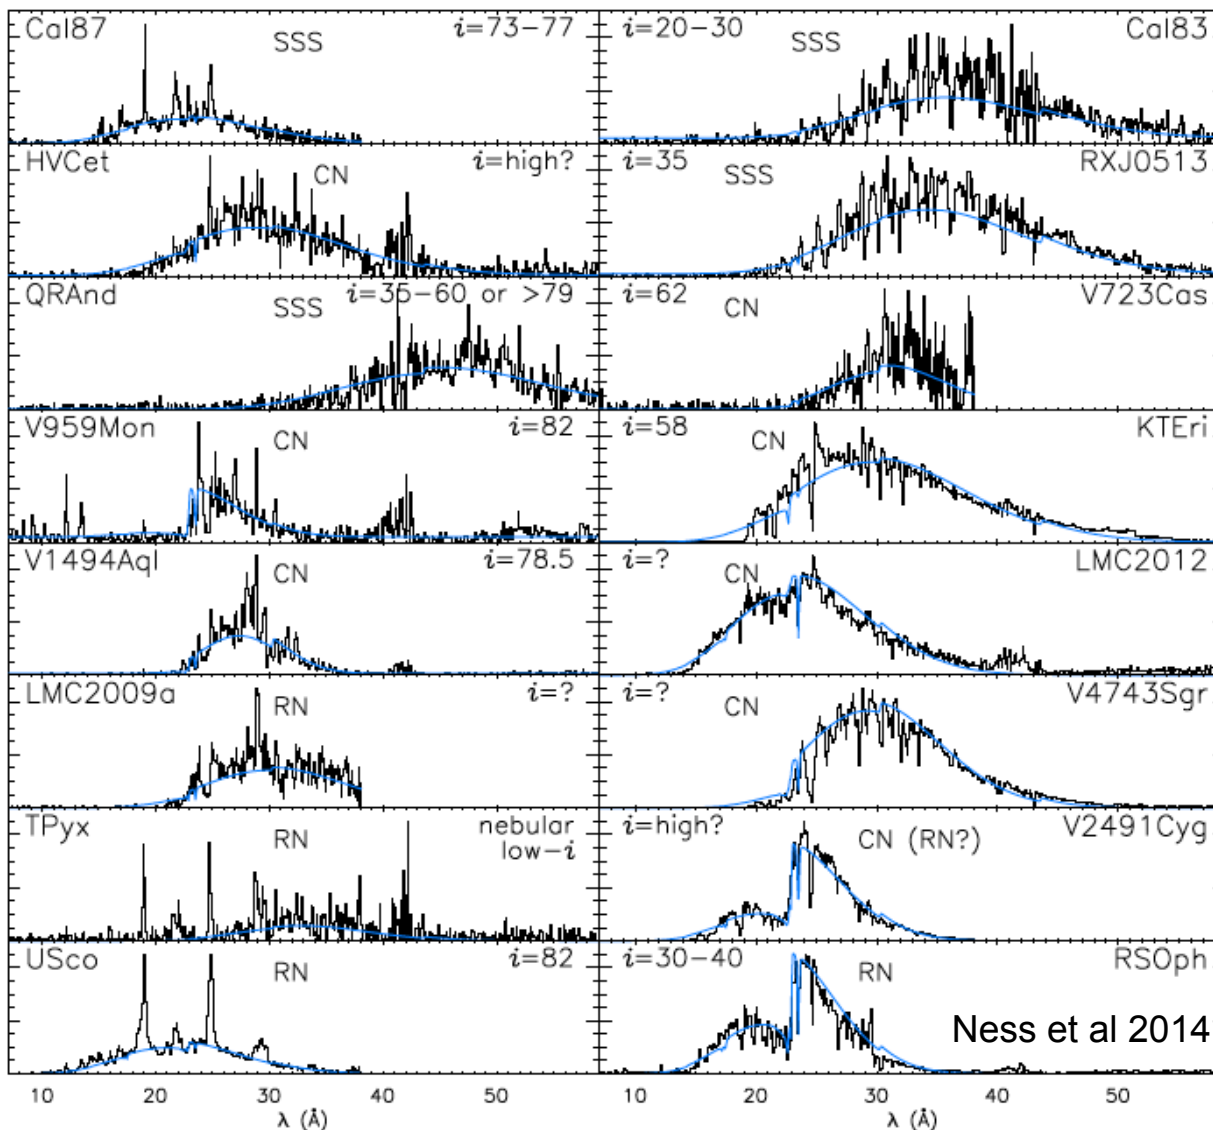 Cal87 SSS i=73-77
i=20-30 SSS Cal83
HVCet CN i=high?
i=35 SSS RXJ0513
QRAnd SSS i=35-60 or >79
i=62 CN V723Cas
V959Mon CN i=82
i=58 CN KTEri
V1494Aql CN i=78.5
i=? CN LMC2012
LMC2009a RN i=?
i=? CN V4743Sgr
TPyx RN nebular
low-i
i=high? CN (RN?) V2491Cyg
USco RN i=82
i=30-40 RN RSOph
Ness et al 2014
10 20 30 40 50
λ (Å)
10 20 30 40 50
λ (Å)